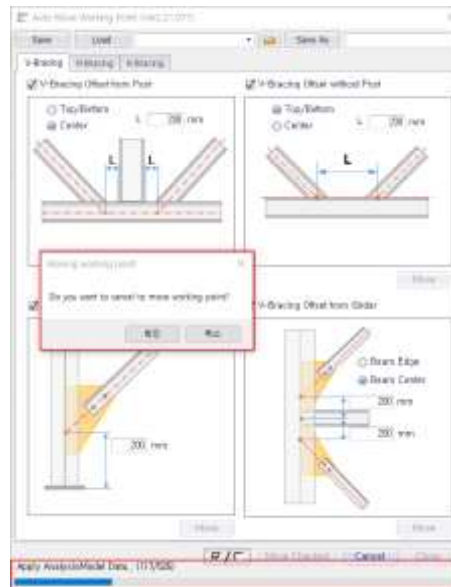 Save
Load
Save As
V-Bracing
H-Bracing
V-Bracing Offset from Post
V-Bracing Offset without Post
Top/Bottom
Center
L
200 mm
Top/Bottom
Center
L
200 mm
L
L
L
Move
Moving working point
Do you want to cancel to move working point?
확인
취소
V-Bracing Offset from Girder
Beam Edge
Beam Center
200 mm
200 mm
200 mm
Move
Move
Cancel
Close
Apply AnalysisModel Data..